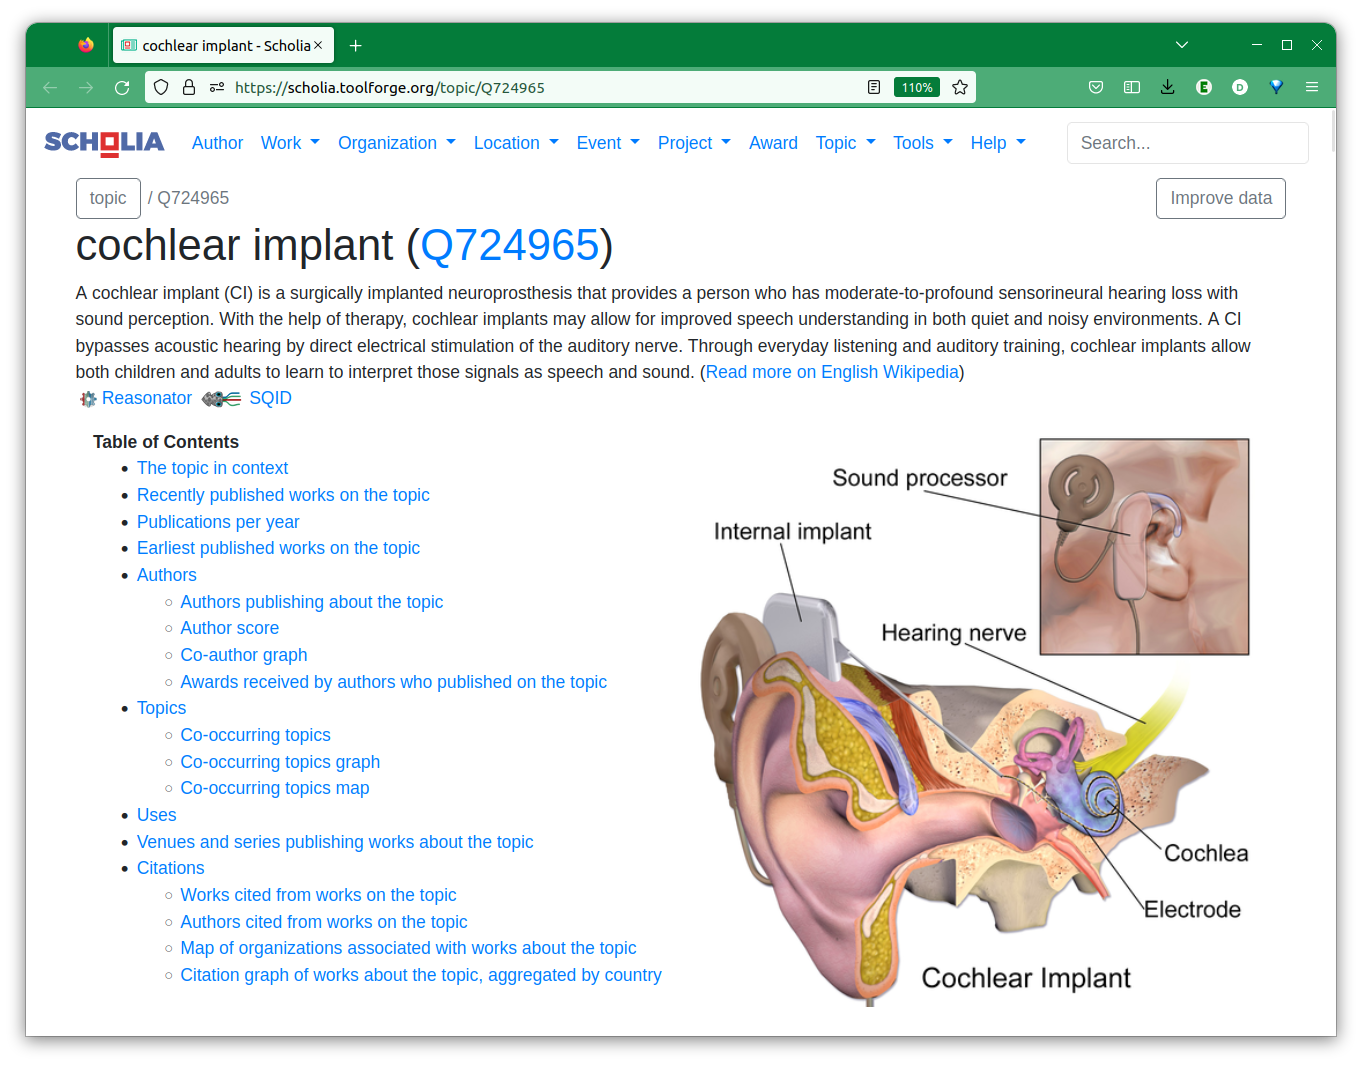 cochlear implant - Scholia
https://scholia.toolforge.org/topic/Q724965
110%
E
D
SCHOLIA
Author Work Organization Location Event Project Award Topic Tools Help
Search...
topic / Q724965
Improve data
cochlear implant (Q724965)
A cochlear implant (CI) is a surgically implanted neuroprosthesis that provides a person who has moderate-to-profound sensorineural hearing loss with
sound perception. With the help of therapy, cochlear implants may allow for improved speech understanding in both quiet and noisy environments. A CI
bypasses acoustic hearing by direct electrical stimulation of the auditory nerve. Through everyday listening and auditory training, cochlear implants allow
both children and adults to learn to interpret those signals as speech and sound. (Read more on English Wikipedia)
Reasonator SQID
Table of Contents
The topic in context
Recently published works on the topic
Publications per year
Earliest published works on the topic
Authors
Authors publishing about the topic
Author score
Co-author graph
Awards received by authors who published on the topic
Topics
Co-occurring topics
Co-occurring topics graph
Co-occurring topics map
Uses
Venues and series publishing works about the topic
Citations
Works cited from works on the topic
Authors cited from works on the topic
Map of organizations associated with works about the topic
Citation graph of works about the topic, aggregated by country
Sound processor
Internal implant
Hearing nerve
Cochlea
Electrode
Cochlear Implant